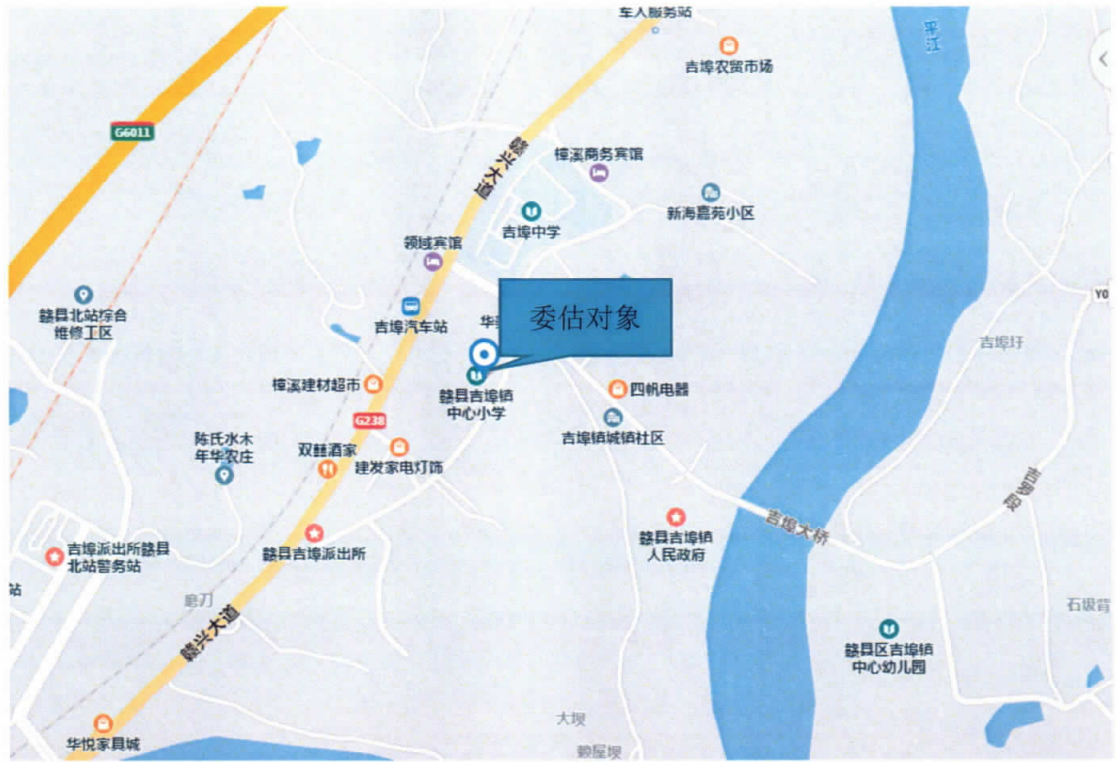 车人服务站
平江
吉埠农贸市场
G6011
赣兴大道
樟溪商务宾馆
新海嘉苑小区
吉埠中学
领域宾馆
赣县北站综合
维修工区
吉埠汽车站
委估对象
Y0
吉埠圩
樟溪建材超市
赣县吉埠镇
中心小学
四帆电器
G238
吉埠镇城镇社区
陈氏水木
年华农庄
双囍酒家
建发家电灯饰
吉多段
吉埠大桥
赣县吉埠派出所
赣县吉埠镇
人民政府
吉埠派出所赣县
北站警务站
站
磨刀
石圾背
赣兴大道
赣县区吉埠镇
中心幼儿园
大坝
华悦家具城
赖屋坝